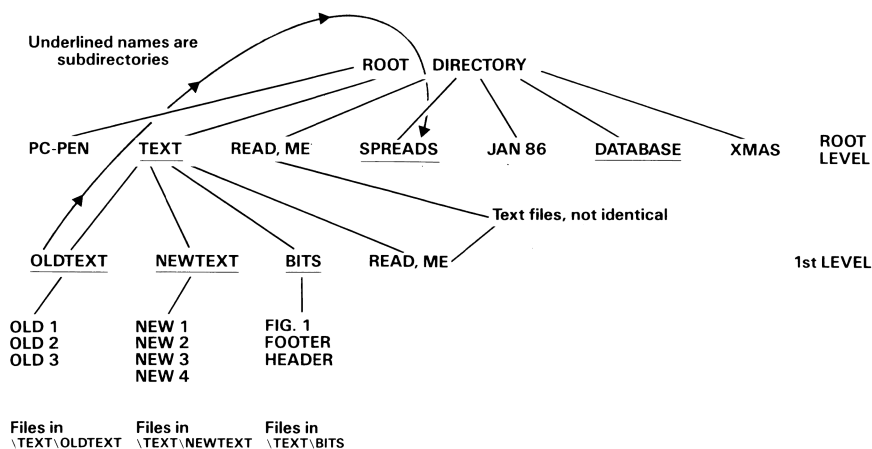 Underlined names are
subdirectories
ROOT DIRECTORY
PC-PEN TEXT READ, ME SPREADS JAN 86 DATABASE XMAS
ROOT
LEVEL
Text files, not identical
OLDTEXT NEWTEXT BITS READ, ME 1st LEVEL
OLD 1 NEW 1 FIG. 1
OLD 2 NEW 2 FOOTER
OLD 3 NEW 3 HEADER
NEW 4
Files in Files in Files in
\TEXT\OLDTEXT \TEXT\NEWTEXT \TEXT\BITS